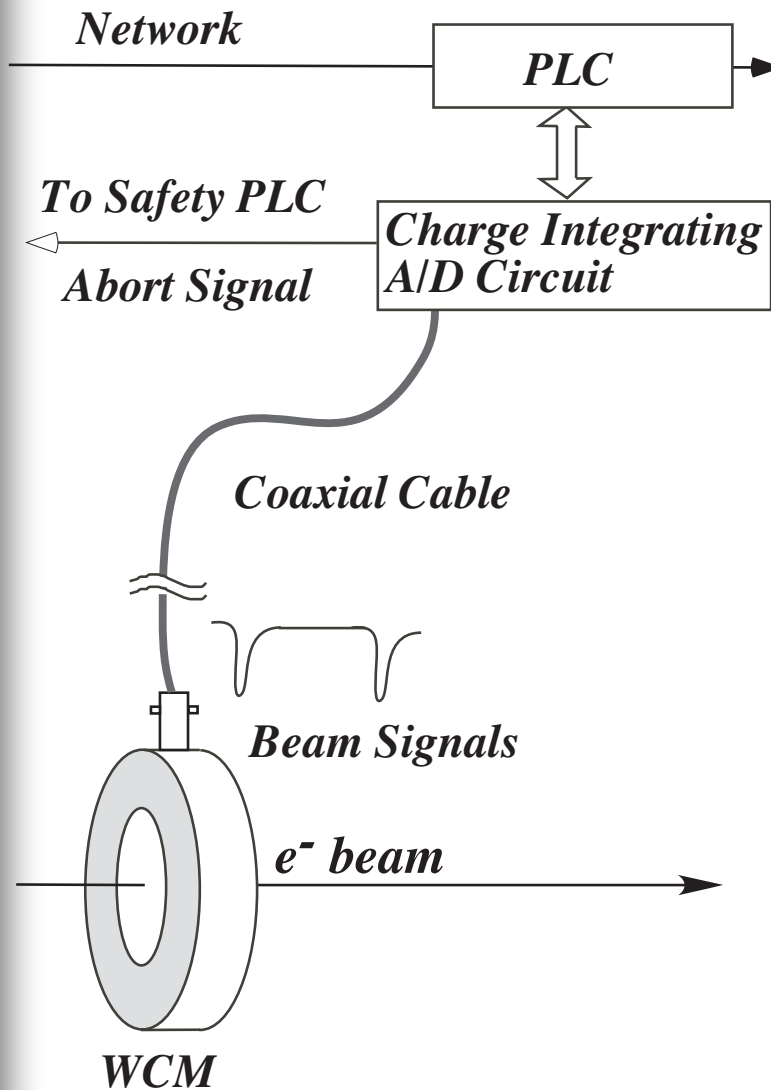 Network
PLC
To Safety PLC
Charge Integrating
A/D Circuit
Abort Signal
Coaxial Cable
Beam Signals
e⁻ beam
WCM